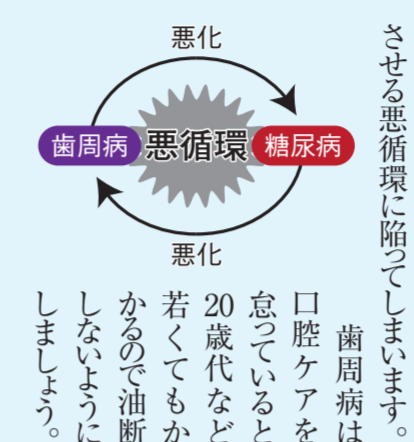 させる悪循環に陥ってしまいます。
悪化
歯周病
悪循環
糖尿病
悪化
歯周病は
口腔ケアを
怠っていると
20歳代など
若くてもか
かるので油断
しないように
しましょう。